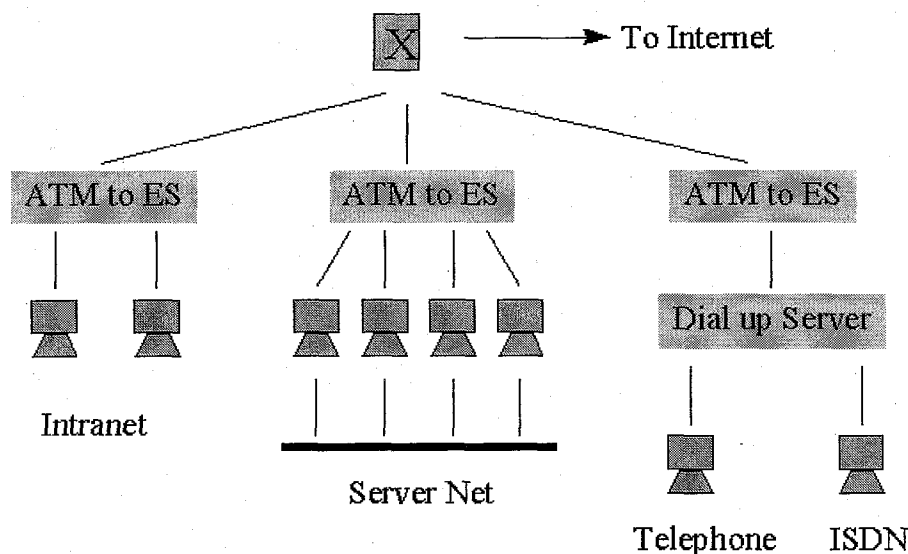 X
To Internet
ATM to ES
ATM to ES
ATM to ES
Dial up Server
Intranet
Server Net
Telephone
ISDN